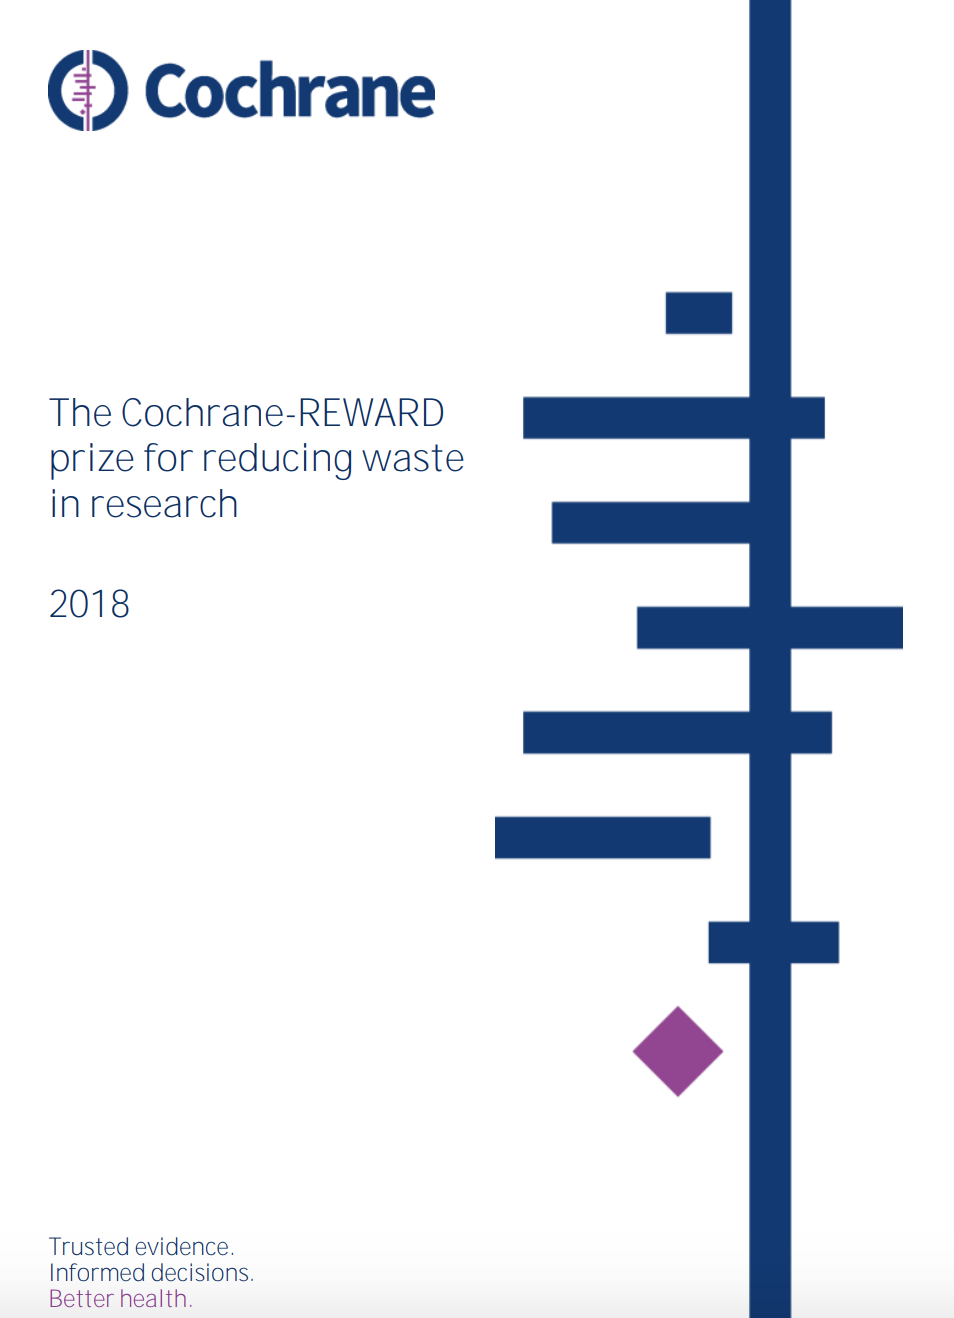 Cochrane
The Cochrane-REWARD
prize for reducing waste
in research
2018
Trusted evidence.
Informed decisions.
Better health.